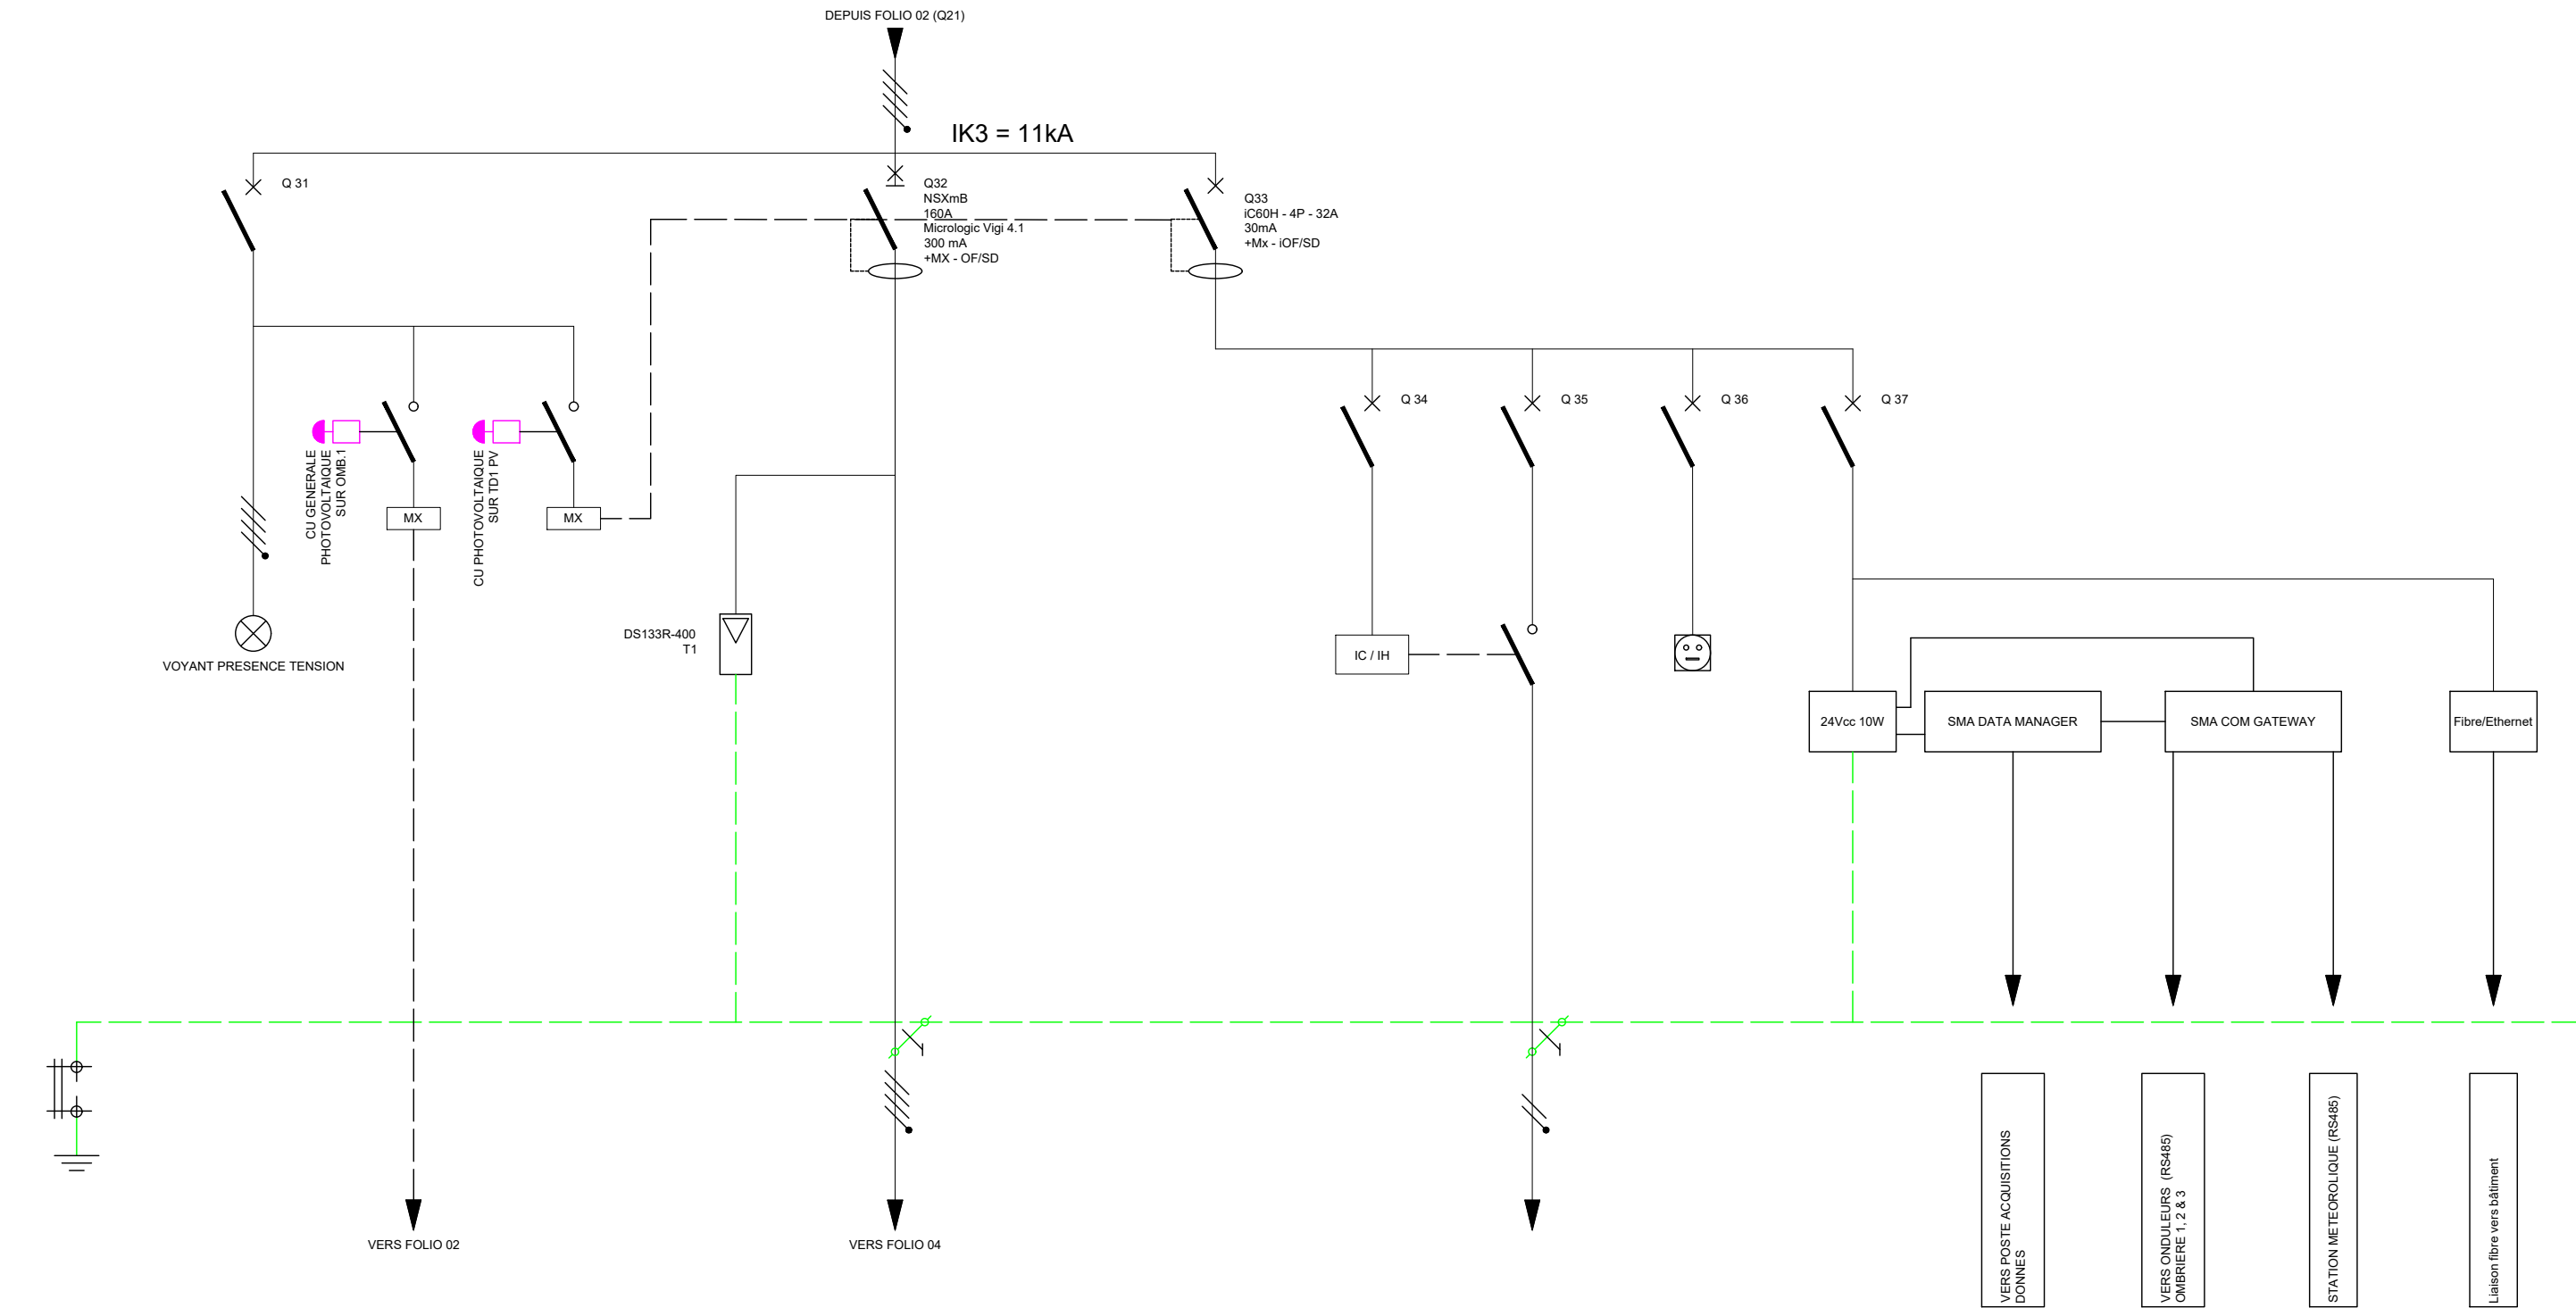 DEPUIS FOLIO 02 (Q21)
IK3 = 11kA
Q 31
Q32
NSXmB
160A
Micrologic Vigi 4.1
300 mA
+MX - OF/SD
Q33
iC60H - 4P - 32A
30mA
+Mx - iOF/SD
Q 34
Q 35
Q 36
Q 37
CU GENERALE
PHOTOVOLTAIQUE
SUR OMB.1
CU PHOTOVOLTAIQUE
SUR TD1 PV
MX
MX
VOYANT PRESENCE TENSION
DS133R-400
T1
IC / IH
24Vcc 10W
SMA DATA MANAGER
SMA COM GATEWAY
Fibre/Ethernet
VERS FOLIO 02
VERS FOLIO 04
VERS POSTE ACQUISITIONS
DONNES
VERS ONDULEURS (RS485)
OMBRIERE 1, 2 & 3
STATION METEOROLIQUE (RS485)
Liaison fibre vers bâtiment